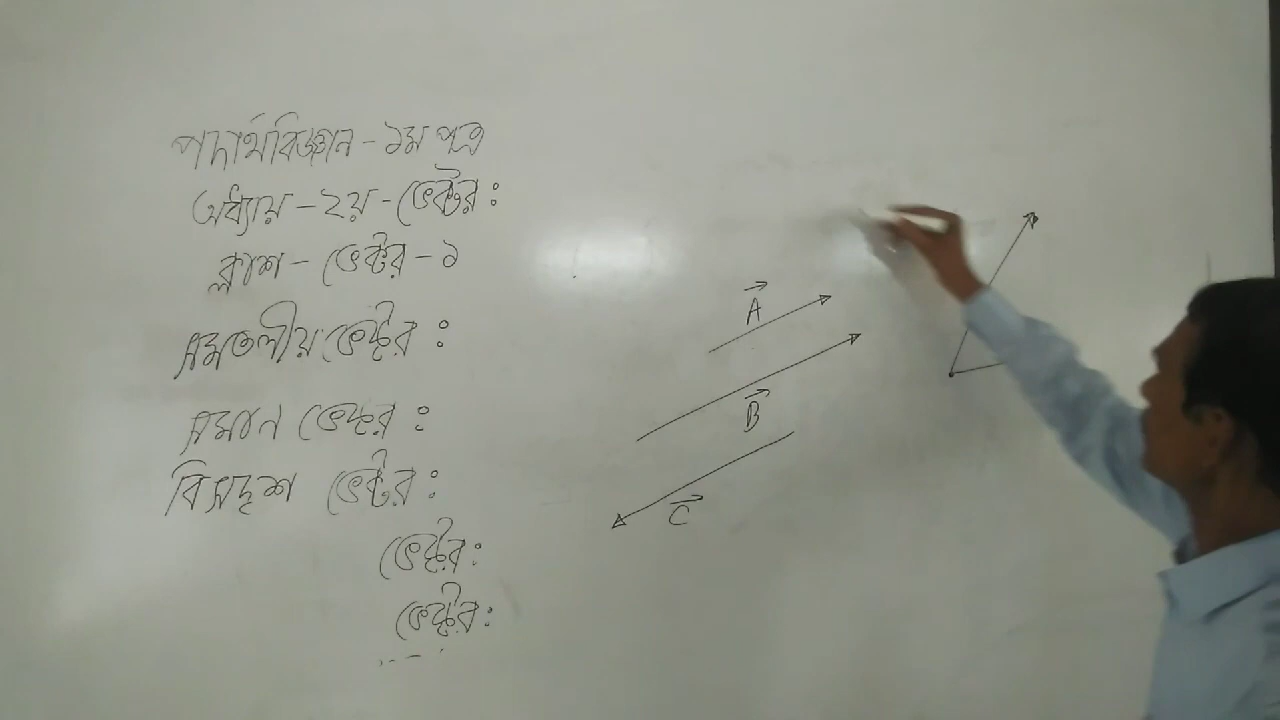 পদার্থবিজ্ঞান - ১ম পত্র
অধ্যায় - ২য় - ভেক্টর :
ক্লাশ - ভেক্টর - ১
সমতলীয় ভেক্টর :
সমান ভেক্টর :
বিসদৃশ ভেক্টর :
ভেক্টর :
ভেক্টর :
A
B
C